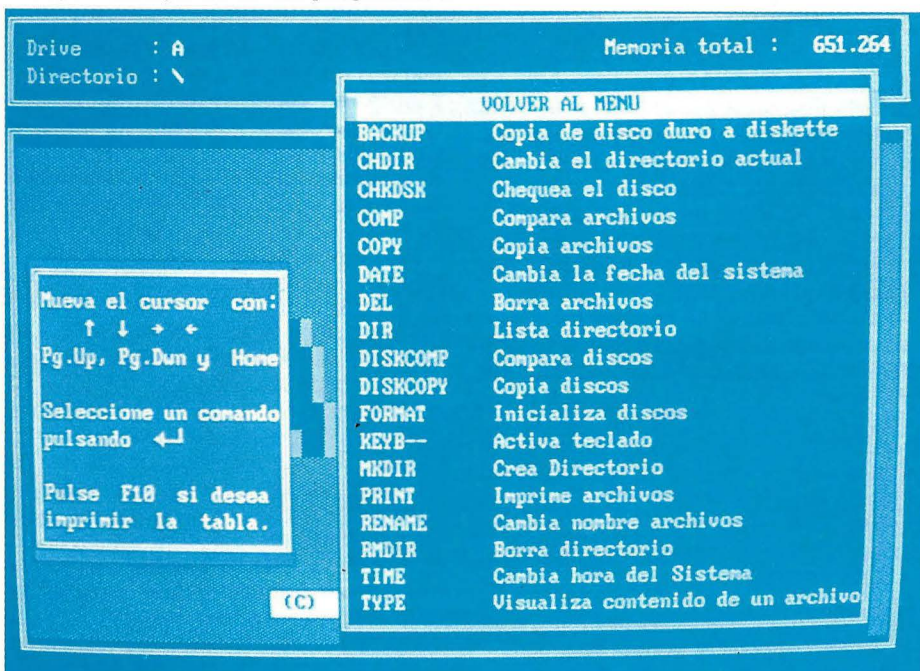 Drive : A
Memoria total : 651.264
Directorio : \
VOLVER AL MENU
BACKUP Copia de disco duro a diskette
CHDIR Cambia el directorio actual
CHKDSK Chequea el disco
COMP Compara archivos
COPY Copia archivos
DATE Cambia la fecha del sistema
DEL Borra archivos
DIR Lista directorio
DISKCOMP Compara discos
DISKCOPY Copia discos
FORMAT Inicializa discos
KEYB-- Activa teclado
MKDIR Crea Directorio
PRINT Imprime archivos
RENAME Cambia nombre archivos
RMDIR Borra directorio
TIME Cambia hora del Sistema
TYPE Visualiza contenido de un archivo
Mueva el cursor con:
↑ ↓ → ←
Pg.Up, Pg.Dwn y Home
Seleccione un comando
pulsando ↵
Pulse F10 si desea
imprimir la tabla.
(C)